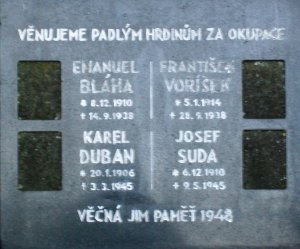 VĚNUJEME PADLÝM HRDINŮM ZA OKUPACE
EMANUEL
BLÁHA
* 8.12.1910
† 14.9.1938
FRANTIŠEK
VOŘÍŠEK
* 5.1.1914
† 28.9.1938
KAREL
DUBAN
* 20.1.1906
† 3.3.1945
JOSEF
SUDA
* 6.12.1910
† 9.5.1945
VĚČNÁ JIM PAMĚŤ 1948